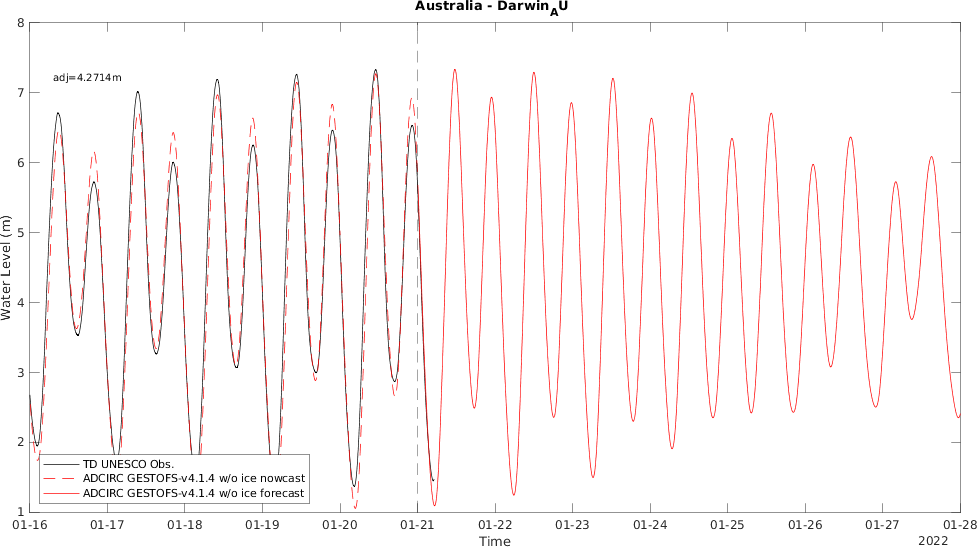 Australia - Darwin_AU
8
adj=4.2714m
7
6
5
Water Level (m)
4
3
2
TD UNESCO Obs.
ADCIRC GESTOFS-v4.1.4 w/o ice nowcast
ADCIRC GESTOFS-v4.1.4 w/o ice forecast
1
01-16 01-17 01-18 01-19 01-20 01-21 01-22 01-23 01-24 01-25 01-26 01-27 01-28
Time
2022